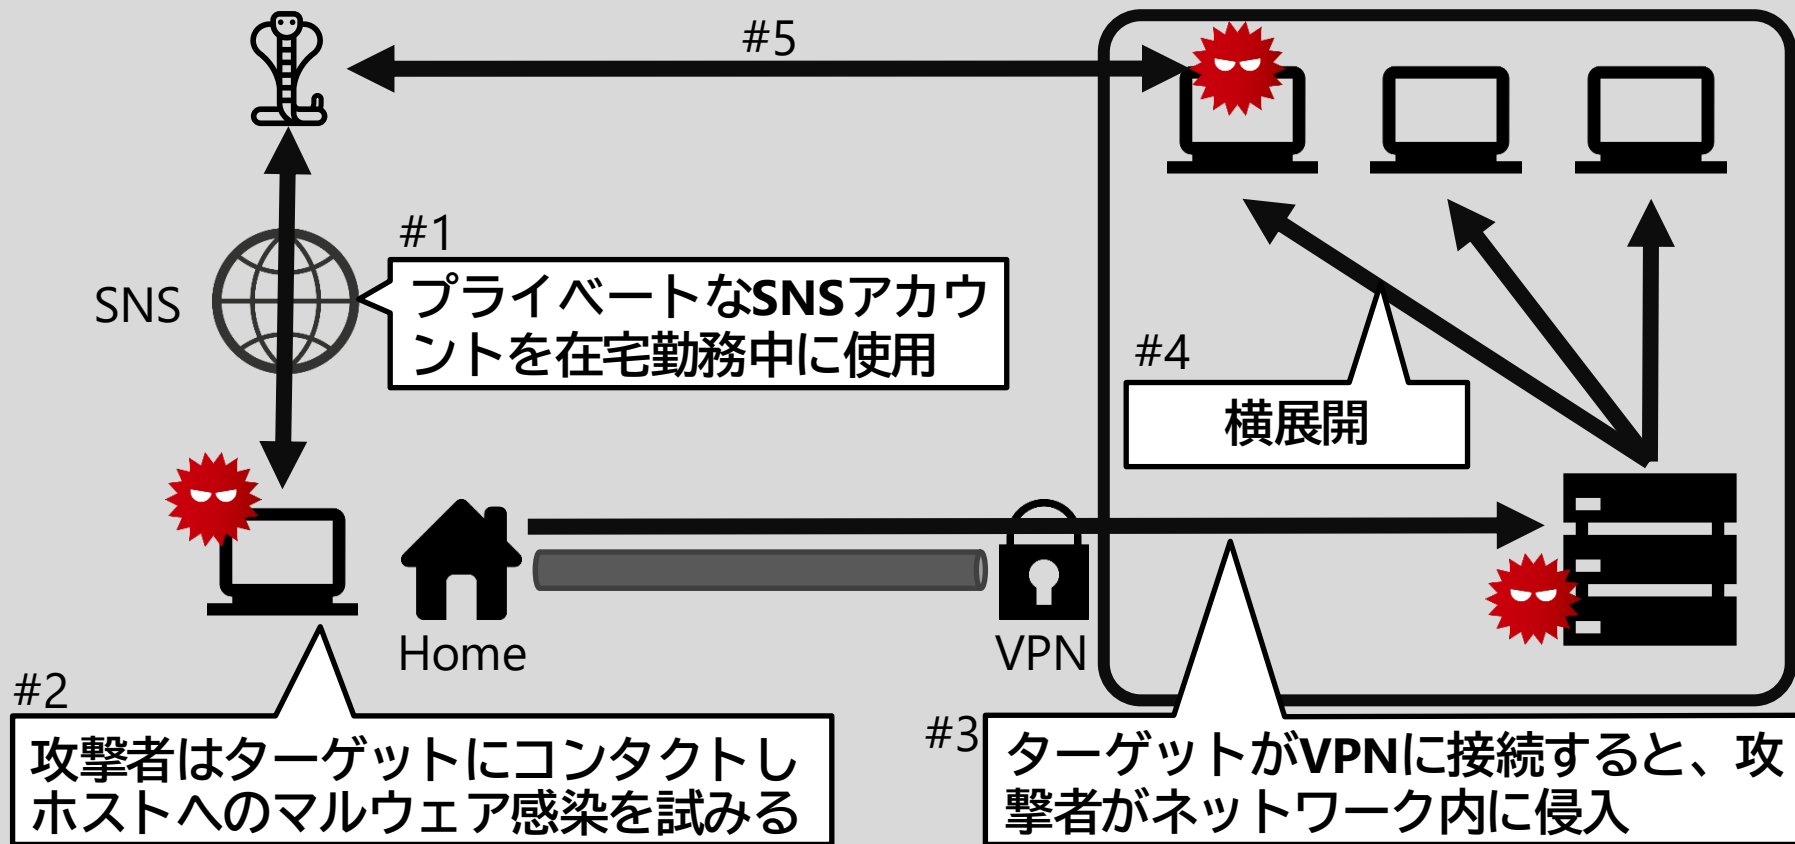 #5
#1
SNS
プライベートなSNSアカウ
ントを在宅勤務中に使用
#4
横展開
Home
VPN
#2
攻撃者はターゲットにコンタクトし
ホストへのマルウェア感染を試みる
#3
ターゲットがVPNに接続すると、攻
撃者がネットワーク内に侵入